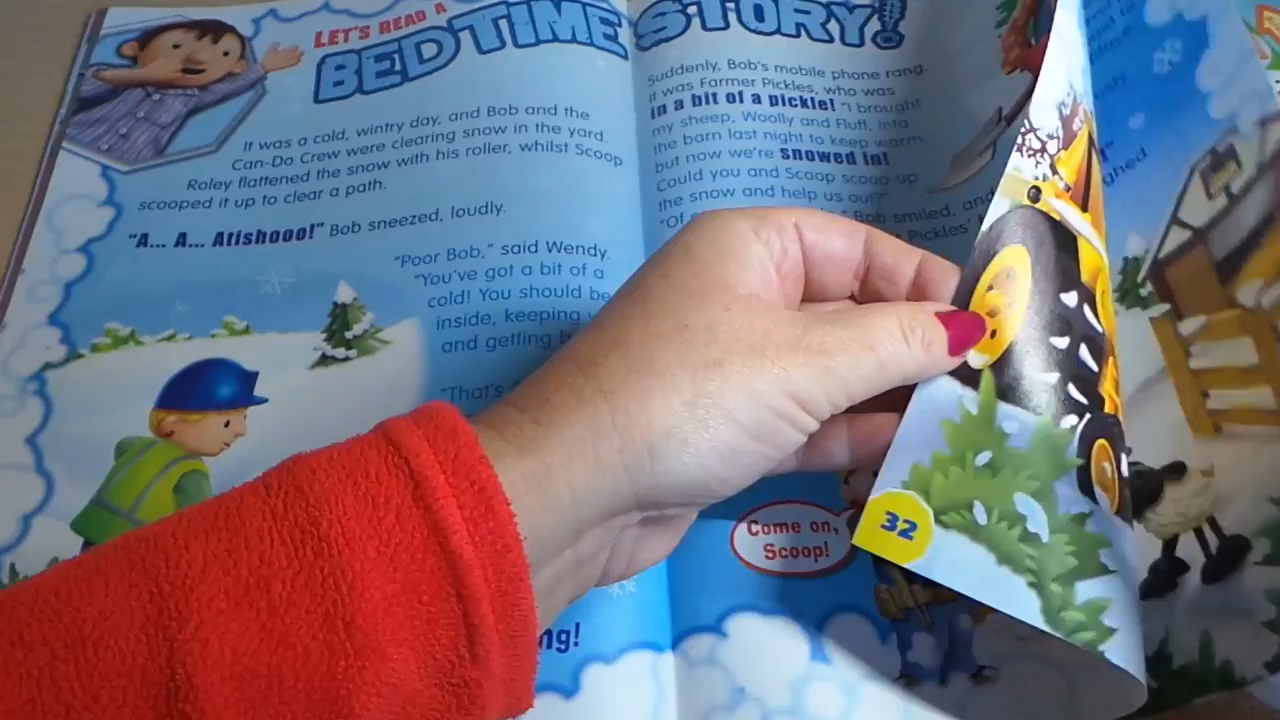 LET'S READ A
BEDTIME STORY!
It was a cold, wintry day, and Bob and the
Can-Do Crew were clearing snow in the yard.
Roley flattened the snow with his roller, whilst Scoop
scooped it up to clear a path.
"A... A... Atishooo!" Bob sneezed, loudly.
"Poor Bob," said Wendy.
"You've got a bit of a
cold! You should be
inside, keeping
and getting
"That's
Suddenly, Bob's mobile phone rang.
It was Farmer Pickles, who was
in a bit of a pickle! "I brought
my sheep, Woolly and Fluff, into
the barn last night to keep warm,
but now we're snowed in!
Could you and Scoop scoop up
the snow and help us out?"
Bob smiled, and
Pickles'
Come on,
Scoop!
32